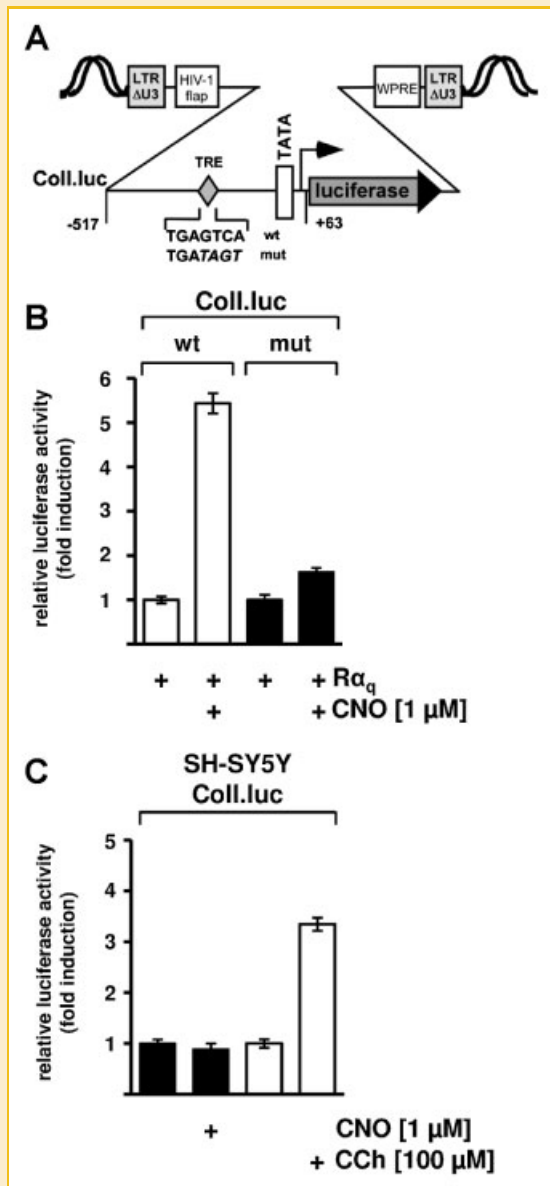 A
LTR
ΔU3
HIV-1
flap
WPRE
LTR
ΔU3
TATA
TRE
Coll.luc
luciferase
-517
+63
TGAGTCA wt
TGATAGT mut
B
Coll.luc
wt mut
relative luciferase activity
(fold induction)
6
5
4
3
2
1
+ + + + Rαq
+ + CNO [1 µM]
C
SH-SY5Y
Coll.luc
relative luciferase activity
(fold induction)
5
4
3
2
1
+ CNO [1 µM]
+ CCh [100 µM]